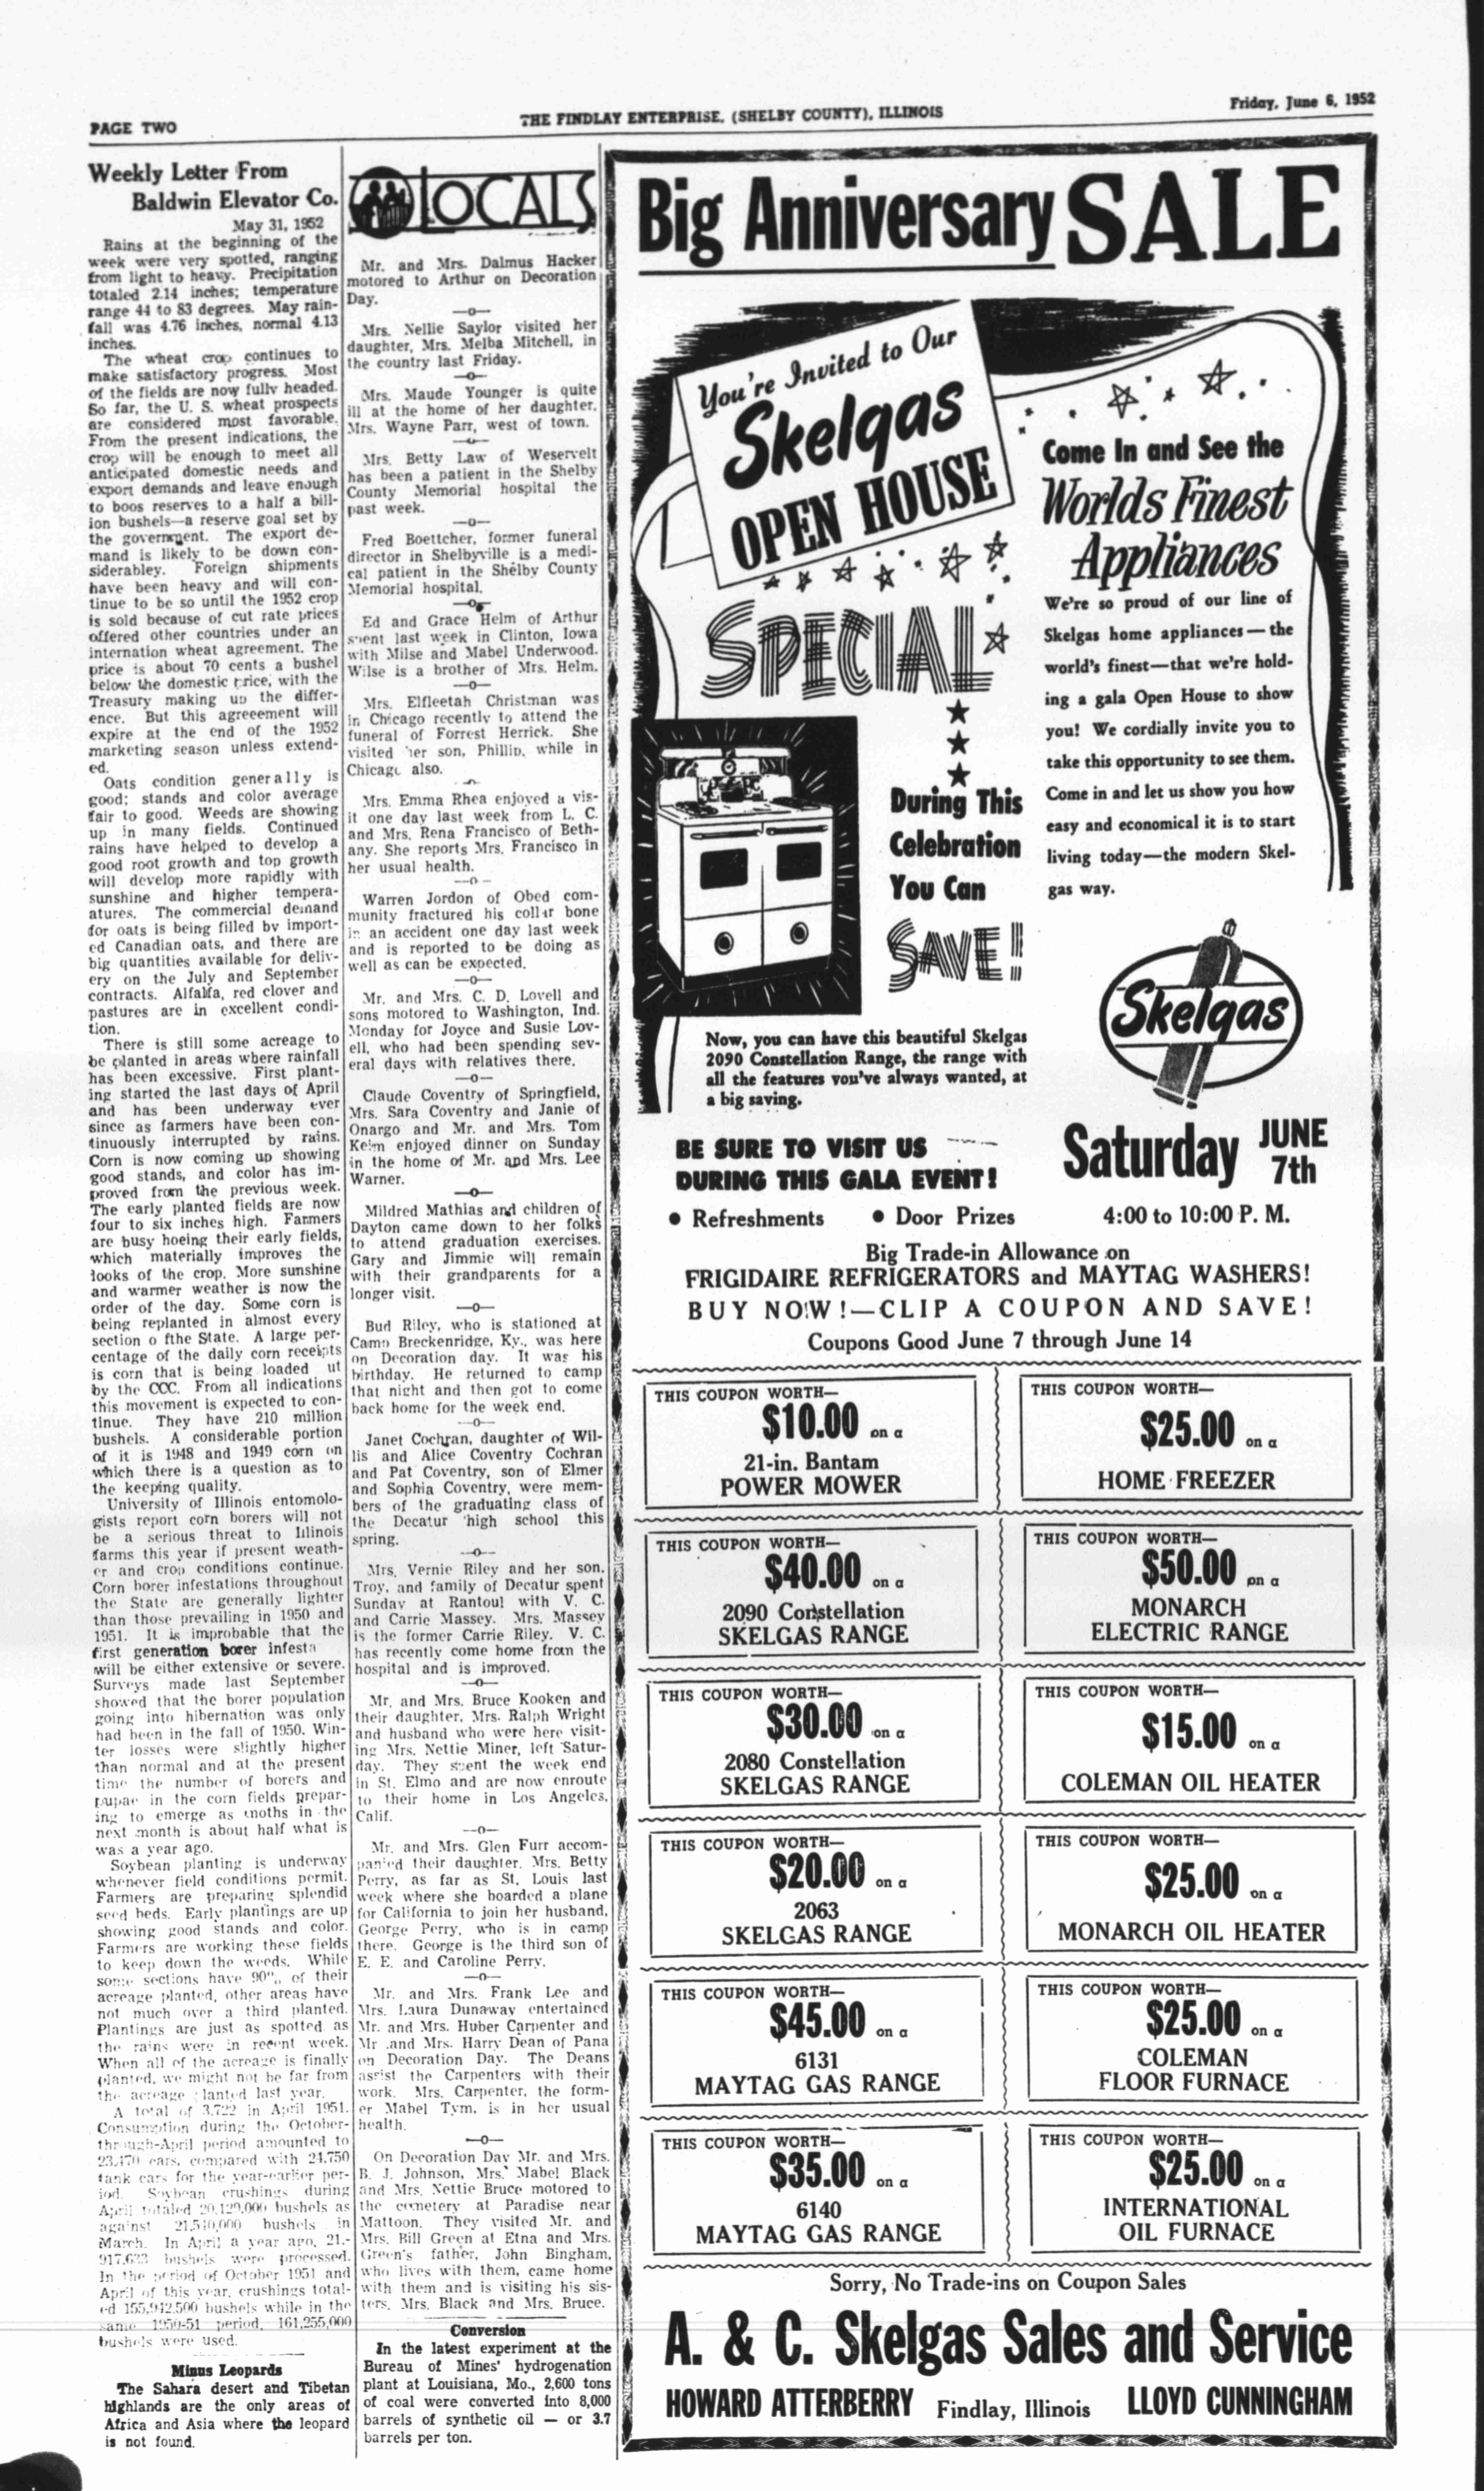 PAGE TWO
THE FINDLAY ENTERPRISE, (SHELBY COUNTY), ILLINOIS
Friday, June 6, 1952
Weekly Letter From
Baldwin Elevator Co.
May 31, 1952
Rains at the beginning of the
week were very spotted, ranging
from light to heavy. Precipitation
totaled 2.14 inches; temperature
range 44 to 83 degrees. May rain-
fall was 4.76 inches, normal 4.13
inches.
The wheat crop continues to
make satisfactory progress. Most
of the fields are now fully headed.
So far, the U. S. wheat prospects
are considered most favorable.
From the present indications, the
crop will be enough to meet all
anticipated domestic needs and
export demands and leave enough
to boos reserves to a half a bill-
ion bushels—a reserve goal set by
the government. The export de-
mand is likely to be down con-
siderabley. Foreign shipments
have been heavy and will con-
tinue to be so until the 1952 crop
is sold because of cut rate prices
offered other countries under an
internation wheat agreement. The
price is about 70 cents a bushel
below the domestic price, with the
Treasury making up the differ-
ence. But this agreeement will
expire at the end of the 1952
marketing season unless extend-
ed.
Oats condition generally is
good; stands and color average
fair to good. Weeds are showing
up in many fields. Continued
rains have helped to develop a
good root growth and top growth
will develop more rapidly with
sunshine and higher tempera-
atures. The commercial demand
for oats is being filled by import-
ed Canadian oats, and there are
big quantities available for deliv-
ery on the July and September
contracts. Alfalfa, red clover and
pastures are in excellent condi-
tion.
There is still some acreage to
be planted in areas where rainfall
has been excessive. First plant-
ing started the last days of April
and has been underway ever
since as farmers have been con-
tinuously interrupted by rains.
Corn is now coming up showing
good stands, and color has im-
proved from the previous week.
The early planted fields are now
four to six inches high. Farmers
are busy hoeing their early fields,
which materially improves the
looks of the crop. More sunshine
and warmer weather is now the
order of the day. Some corn is
being replanted in almost every
section o fthe State. A large per-
centage of the daily corn receipts
is corn that is being loaded ut
by the CCC. From all indications
this movement is expected to con-
tinue. They have 210 million
bushels. A considerable portion
of it is 1948 and 1949 corn on
which there is a question as to
the keeping quality.
University of Illinois entomolo-
gists report corn borers will not
be a serious threat to Illinois
farms this year if present weath-
er and crop conditions continue.
Corn borer infestations throughout
the State are generally lighter
than those prevailing in 1950 and
1951. It is improbable that the
first generation borer infesta
will be either extensive or severe.
Surveys made last September
showed that the borer population
going into hibernation was only
had been in the fall of 1950. Win-
ter losses were slightly higher
than normal and at the present
time the number of borers and
pupae in the corn fields prepar-
ing to emerge as moths in the
next month is about half what is
was a year ago.
Soybean planting is underway
whenever field conditions permit.
Farmers are preparing splendid
seed beds. Early plantings are up
showing good stands and color.
Farmers are working these fields
to keep down the weeds. While
some sections have 90% of their
acreage planted, other areas have
not much over a third planted.
Plantings are just as spotted as
the rains were in recent week.
When all of the acreage is finally
planted, we might not be far from
the acreage planted last year.
A total of 3,722 in April 1951.
Consumption during the October-
through-April period amounted to
23,470 cars, compared with 24,750
tank cars for the year-earlier per-
iod. Soybean crushings during
April totaled 20,129,000 bushels as
against 21,540,000 bushels in
March. In April a year ago, 21,-
917,623 bushels were processed.
In the period of October 1951 and
April of this year, crushings total-
ed 155,942,500 bushels while in the
same 1950-51 period, 161,255,000
bushels were used.
Minus Leopards
The Sahara desert and Tibetan
highlands are the only areas of
Africa and Asia where the leopard
is not found.
LOCALS
Mr. and Mrs. Dalmus Hacker
motored to Arthur on Decoration
Day.
—o—
Mrs. Nellie Saylor visited her
daughter, Mrs. Melba Mitchell, in
the country last Friday.
—o—
Mrs. Maude Younger is quite
ill at the home of her daughter,
Mrs. Wayne Parr, west of town.
—o—
Mrs. Betty Law of Weservelt
has been a patient in the Shelby
County Memorial hospital the
past week.
—o—
Fred Boettcher, former funeral
director in Shelbyville is a medi-
cal patient in the Shelby County
Memorial hospital.
—o—
Ed and Grace Helm of Arthur
spent last week in Clinton, Iowa
with Milse and Mabel Underwood.
Wilse is a brother of Mrs. Helm.
—o—
Mrs. Elfleetah Christman was
in Chicago recently to attend the
funeral of Forrest Herrick. She
visited her son, Phillip, while in
Chicago also.
—o—
Mrs. Emma Rhea enjoyed a vis-
it one day last week from L. C.
and Mrs. Rena Francisco of Beth-
any. She reports Mrs. Francisco in
her usual health.
—o—
Warren Jordon of Obed com-
munity fractured his collar bone
in an accident one day last week
and is reported to be doing as
well as can be expected.
—o—
Mr. and Mrs. C. D. Lovell and
sons motored to Washington, Ind.
Monday for Joyce and Susie Lov-
ell, who had been spending sev-
eral days with relatives there.
—o—
Claude Coventry of Springfield,
Mrs. Sara Coventry and Janie of
Onargo and Mr. and Mrs. Tom
Keim enjoyed dinner on Sunday
in the home of Mr. and Mrs. Lee
Warner.
—o—
Mildred Mathias and children of
Dayton came down to her folks
to attend graduation exercises.
Gary and Jimmie will remain
with their grandparents for a
longer visit.
—o—
Bud Riley, who is stationed at
Camp Breckenridge, Ky., was here
on Decoration day. It was his
birthday. He returned to camp
that night and then got to come
back home for the week end.
—o—
Janet Cochran, daughter of Wil-
lis and Alice Coventry Cochran
and Pat Coventry, son of Elmer
and Sophia Coventry, were mem-
bers of the graduating class of
the Decatur high school this
spring.
—o—
Mrs. Vernie Riley and her son,
Troy, and family of Decatur spent
Sunday at Rantoul with V. C.
and Carrie Massey. Mrs. Massey
is the former Carrie Riley. V. C.
has recently come home from the
hospital and is improved.
—o—
Mr. and Mrs. Bruce Kooken and
their daughter, Mrs. Ralph Wright
and husband who were here visit-
ing Mrs. Nettie Miner, left Satur-
day. They spent the week end
in St. Elmo and are now enroute
to their home in Los Angeles,
Calif.
—o—
Mr. and Mrs. Glen Furr accom-
panied their daughter, Mrs. Betty
Perry, as far as St. Louis last
week where she boarded a plane
for California to join her husband,
George Perry, who is in camp
there. George is the third son of
E. E. and Caroline Perry.
—o—
Mr. and Mrs. Frank Lee and
Mrs. Laura Dunaway entertained
Mr. and Mrs. Huber Carpenter and
Mr .and Mrs. Harry Dean of Pana
on Decoration Day. The Deans
assist the Carpenters with their
work. Mrs. Carpenter, the form-
er Mabel Tym, is in her usual
health.
—o—
On Decoration Day Mr. and Mrs.
B. J. Johnson, Mrs. Mabel Black
and Mrs. Nettie Bruce motored to
the cemetery at Paradise near
Mattoon. They visited Mr. and
Mrs. Bill Green at Etna and Mrs.
Green's father, John Bingham,
who lives with them, came home
with them and is visiting his sis-
ters, Mrs. Black and Mrs. Bruce.
Conversion
In the latest experiment at the
Bureau of Mines' hydrogenation
plant at Louisiana, Mo., 2,600 tons
of coal were converted into 8,000
barrels of synthetic oil — or 3.7
barrels per ton.
Big Anniversary SALE
You're Invited to Our
Skelgas
OPEN HOUSE
SPECIAL
During This
Celebration
You Can
SAVE!
Now, you can have this beautiful Skelgas
2090 Constellation Range, the range with
all the features you've always wanted, at
a big saving.
Come In and See the
Worlds Finest
Appliances
We're so proud of our line of
Skelgas home appliances—the
world's finest—that we're hold-
ing a gala Open House to show
you! We cordially invite you to
take this opportunity to see them.
Come in and let us show you how
easy and economical it is to start
living today—the modern Skel-
gas way.
Skelgas
BE SURE TO VISIT US
DURING THIS GALA EVENT!
• Refreshments • Door Prizes
Saturday JUNE 7th
4:00 to 10:00 P. M.
Big Trade-in Allowance on
FRIGIDAIRE REFRIGERATORS and MAYTAG WASHERS!
BUY NOW!—CLIP A COUPON AND SAVE!
Coupons Good June 7 through June 14
THIS COUPON WORTH—
$10.00 on a
21-in. Bantam
POWER MOWER
THIS COUPON WORTH—
$25.00 on a
HOME FREEZER
THIS COUPON WORTH—
$40.00 on a
2090 Constellation
SKELGAS RANGE
THIS COUPON WORTH—
$50.00 on a
MONARCH
ELECTRIC RANGE
THIS COUPON WORTH—
$30.00 on a
2080 Constellation
SKELGAS RANGE
THIS COUPON WORTH—
$15.00 on a
COLEMAN OIL HEATER
THIS COUPON WORTH—
$20.00 on a
2063
SKELGAS RANGE
THIS COUPON WORTH—
$25.00 on a
MONARCH OIL HEATER
THIS COUPON WORTH—
$45.00 on a
6131
MAYTAG GAS RANGE
THIS COUPON WORTH—
$25.00 on a
COLEMAN
FLOOR FURNACE
THIS COUPON WORTH—
$35.00 on a
6140
MAYTAG GAS RANGE
THIS COUPON WORTH—
$25.00 on a
INTERNATIONAL
OIL FURNACE
Sorry, No Trade-ins on Coupon Sales
A. & C. Skelgas Sales and Service
HOWARD ATTERBERRY Findlay, Illinois LLOYD CUNNINGHAM